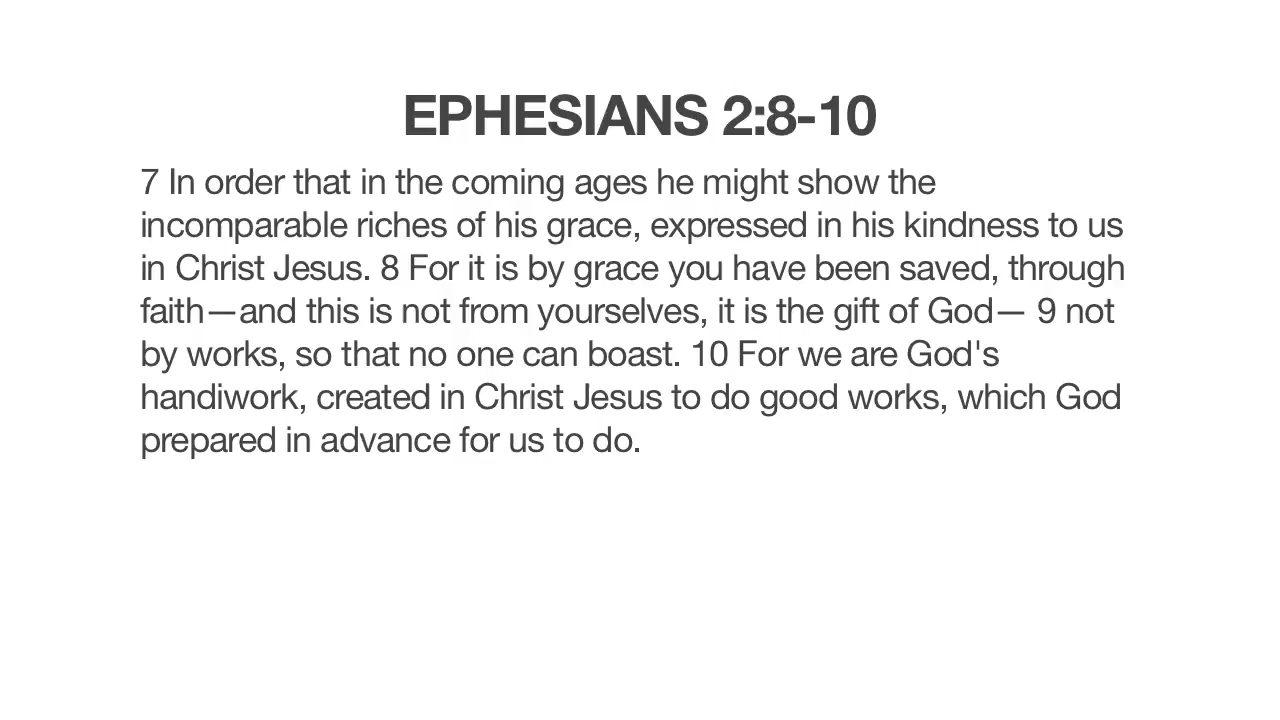 EPHESIANS 2:8-10
7 In order that in the coming ages he might show the
incomparable riches of his grace, expressed in his kindness to us
in Christ Jesus. 8 For it is by grace you have been saved, through
faith—and this is not from yourselves, it is the gift of God— 9 not
by works, so that no one can boast. 10 For we are God's
handiwork, created in Christ Jesus to do good works, which God
prepared in advance for us to do.